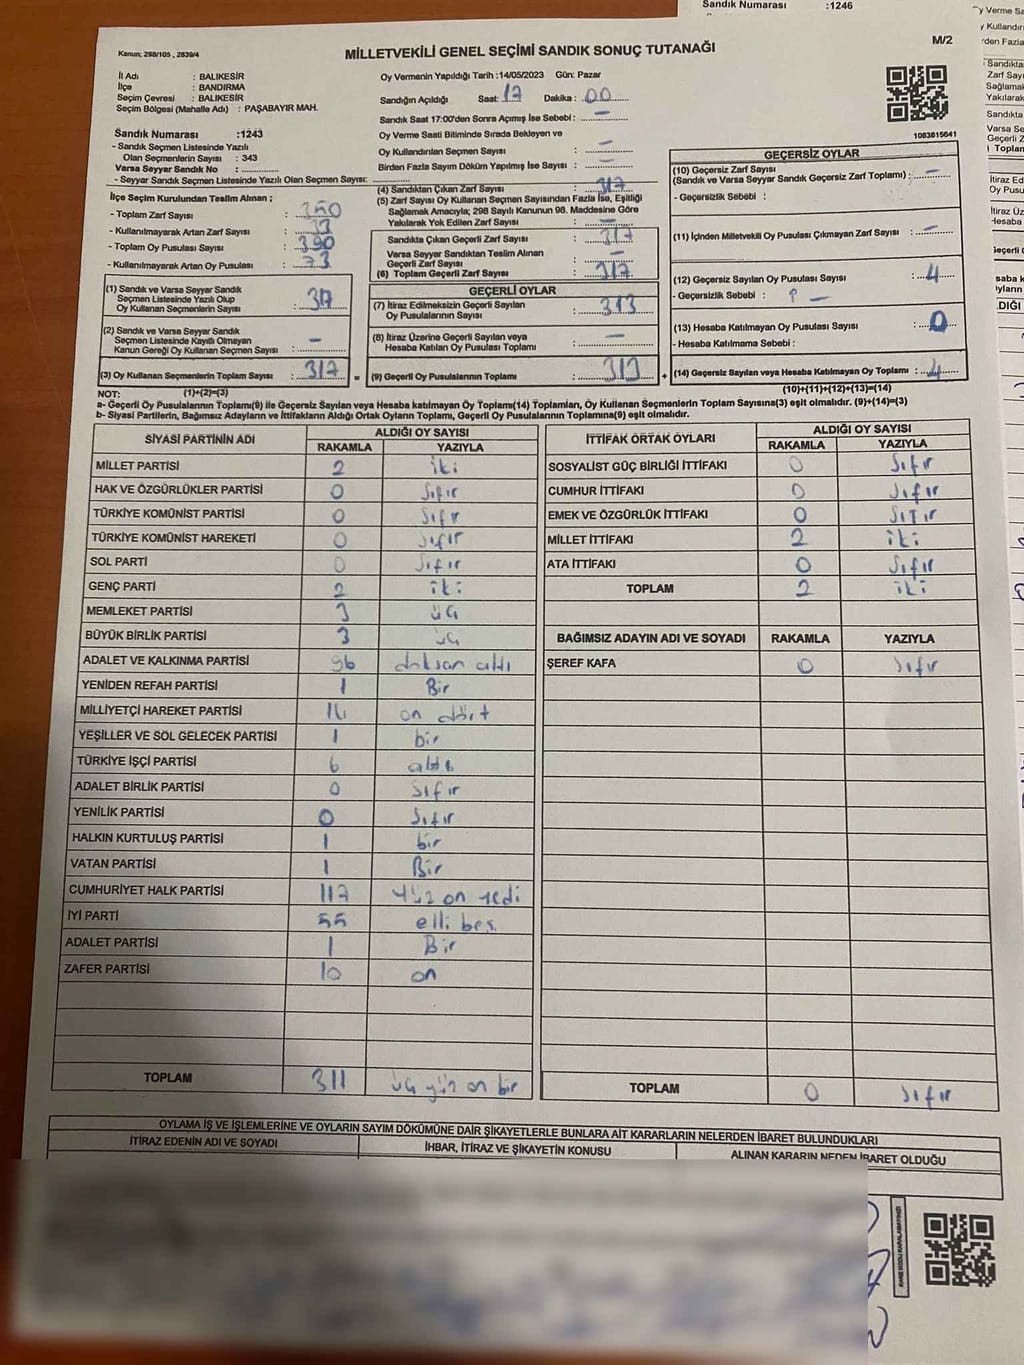 Sandık Numarası :1246
Oy Verme Sa
y Kullandırı
rden Fazla
Sandıkta
Zarf Sayı
Sağlamak
Yakılarak
Sandıkta
Varsa Se
Geçerli Z
Toplan
İtiraz Ed
Oy Pusu
İtiraz Üz
Hesaba
DIĞI
Kanun; 298/105 , 2839/4
MİLLETVEKİLİ GENEL SEÇİMİ SANDIK SONUÇ TUTANAĞI
M/2
İl Adı : BALIKESİR
İlçe : BANDIRMA
Seçim Çevresi : BALIKESİR
Seçim Bölgesi (Mahalle Adı) : PAŞABAYIR MAH.
Sandık Numarası :1243
- Sandık Seçmen Listesinde Yazılı
Olan Seçmenlerin Sayısı : 343
Varsa Seyyar Sandık No :
- Seyyar Sandık Seçmen Listesinde Yazılı Olan Seçmen Sayısı:
İlçe Seçim Kurulundan Teslim Alınan ;
- Toplam Zarf Sayısı : 350
- Kullanılmayarak Artan Zarf Sayısı : 33
- Toplam Oy Pusulası Sayısı : 390
- Kullanılmayarak Artan Oy Pusulası : 73
(1) Sandık ve Varsa Seyyar Sandık
Seçmen Listesinde Yazılı Olup
Oy Kullanan Seçmenlerin Sayısı : 317
(2) Sandık ve Varsa Seyyar Sandık
Seçmen Listesinde Kaydı Olmayan
Kanun Gereği Oy Kullanan Seçmen Sayısı : -
(3) Oy Kullanan Seçmenlerin Toplam Sayısı : 317
(1)+(2)=(3)
Oy Vermenin Yapıldığı Tarih :14/05/2023 Gün: Pazar
Sandığın Açıldığı Saat: 17 Dakika : 00
Sandık Saat 17:00'den Sonra Açılmış İse Sebebi : -
Oy Verme Saati Bitiminde Sırada Bekleyen ve
Oy Kullandırılan Seçmen Sayısı : -
Birden Fazla Sayım Döküm Yapılmış İse Sayısı : -
(4) Sandıktan Çıkan Zarf Sayısı : 317
(5) Zarf Sayısı Oy Kullanan Seçmen Sayısından Fazla İse, Eşitliği
Sağlamak Amacıyla; 298 Sayılı Kanunun 98. Maddesine Göre
Yakılarak Yok Edilen Zarf Sayısı : -
Sandıkta Çıkan Geçerli Zarf Sayısı : 317
Varsa Seyyar Sandıktan Teslim Alınan
Geçerli Zarf Sayısı : -
(6) Toplam Geçerli Zarf Sayısı : 317
GEÇERLİ OYLAR
(7) İtiraz Edilmeksizin Geçerli Sayılan
Oy Pusulalarının Sayısı : 313
(8) İtiraz Üzerine Geçerli Sayılan veya
Hesaba Katılan Oy Pusulası Toplamı : -
= (9) Geçerli Oy Pusulalarının Toplamı : 313 +
1083615641
GEÇERSİZ OYLAR
(10) Geçersiz Zarf Sayısı
(Sandık ve Varsa Seyyar Sandık Geçersiz Zarf Toplamı) : -
- Geçersizlik Sebebi :
(11) İçinden Milletvekili Oy Pusulası Çıkmayan Zarf Sayısı : -
(12) Geçersiz Sayılan Oy Pusulası Sayısı : 4
- Geçersizlik Sebebi : -
(13) Hesaba Katılmayan Oy Pusulası Sayısı : 0
- Hesaba Katılmama Sebebi :
(14) Geçersiz Sayılan veya Hesaba Katılmayan Oy Toplamı : 4
(10)+(11)+(12)+(13)=(14)
NOT:
a- Geçerli Oy Pusulalarının Toplamı(9) ile Geçersiz Sayılan veya Hesaba katılmayan Oy Toplamı(14) Toplamları, Oy Kullanan Seçmenlerin Toplam Sayısına(3) eşit olmalıdır. (9)+(14)=(3)
b- Siyasi Partilerin, Bağımsız Adayların ve İttifakların Aldığı Ortak Oyların Toplamı, Geçerli Oy Pusulalarının Toplamına(9) eşit olmalıdır.
SİYASİ PARTİNİN ADI ALDIĞI OY SAYISI
RAKAMLA YAZIYLA
MİLLET PARTİSİ 2 iki
HAK VE ÖZGÜRLÜKLER PARTİSİ 0 Sıfır
TÜRKİYE KOMÜNİST PARTİSİ 0 Sıfır
TÜRKİYE KOMÜNİST HAREKETİ 0 Sıfır
SOL PARTİ 0 Sıfır
GENÇ PARTİ 2 iki
MEMLEKET PARTİSİ 3 üç
BÜYÜK BİRLİK PARTİSİ 3 üç
ADALET VE KALKINMA PARTİSİ 96 doksan altı
YENİDEN REFAH PARTİSİ 1 Bir
MİLLİYETÇİ HAREKET PARTİSİ 14 on dört
YEŞİLLER VE SOL GELECEK PARTİSİ 1 bir
TÜRKİYE İŞÇİ PARTİSİ 6 altı
ADALET BİRLİK PARTİSİ 0 Sıfır
YENİLİK PARTİSİ 0 Sıfır
HALKIN KURTULUŞ PARTİSİ 1 bir
VATAN PARTİSİ 1 Bir
CUMHURİYET HALK PARTİSİ 117 yüz on yedi
İYİ PARTİ 55 elli beş
ADALET PARTİSİ 1 Bir
ZAFER PARTİSİ 10 on
TOPLAM 311 üç yüz on bir
İTTİFAK ORTAK OYLARI ALDIĞI OY SAYISI
RAKAMLA YAZIYLA
SOSYALİST GÜÇ BİRLİĞİ İTTİFAKI 0 Sıfır
CUMHUR İTTİFAKI 0 Sıfır
EMEK VE ÖZGÜRLÜK İTTİFAKI 0 Sıfır
MİLLET İTTİFAKI 2 iki
ATA İTTİFAKI 0 Sıfır
TOPLAM 2 iki
BAĞIMSIZ ADAYIN ADI VE SOYADI RAKAMLA YAZIYLA
ŞEREF KAFA 0 Sıfır
TOPLAM 0 Sıfır
OYLAMA İŞ VE İŞLEMLERİNE VE OYLARIN SAYIM DÖKÜMÜNE DAİR ŞİKAYETLERLE BUNLARA AİT KARARLARIN NELERDEN İBARET BULUNDUKLARI
İTİRAZ EDENİN ADI VE SOYADI İHBAR, İTİRAZ VE ŞİKAYETİN KONUSU ALINAN KARARIN NEDEN İBARET OLDUĞU
KARE KODU KARALAMAYINIZ!